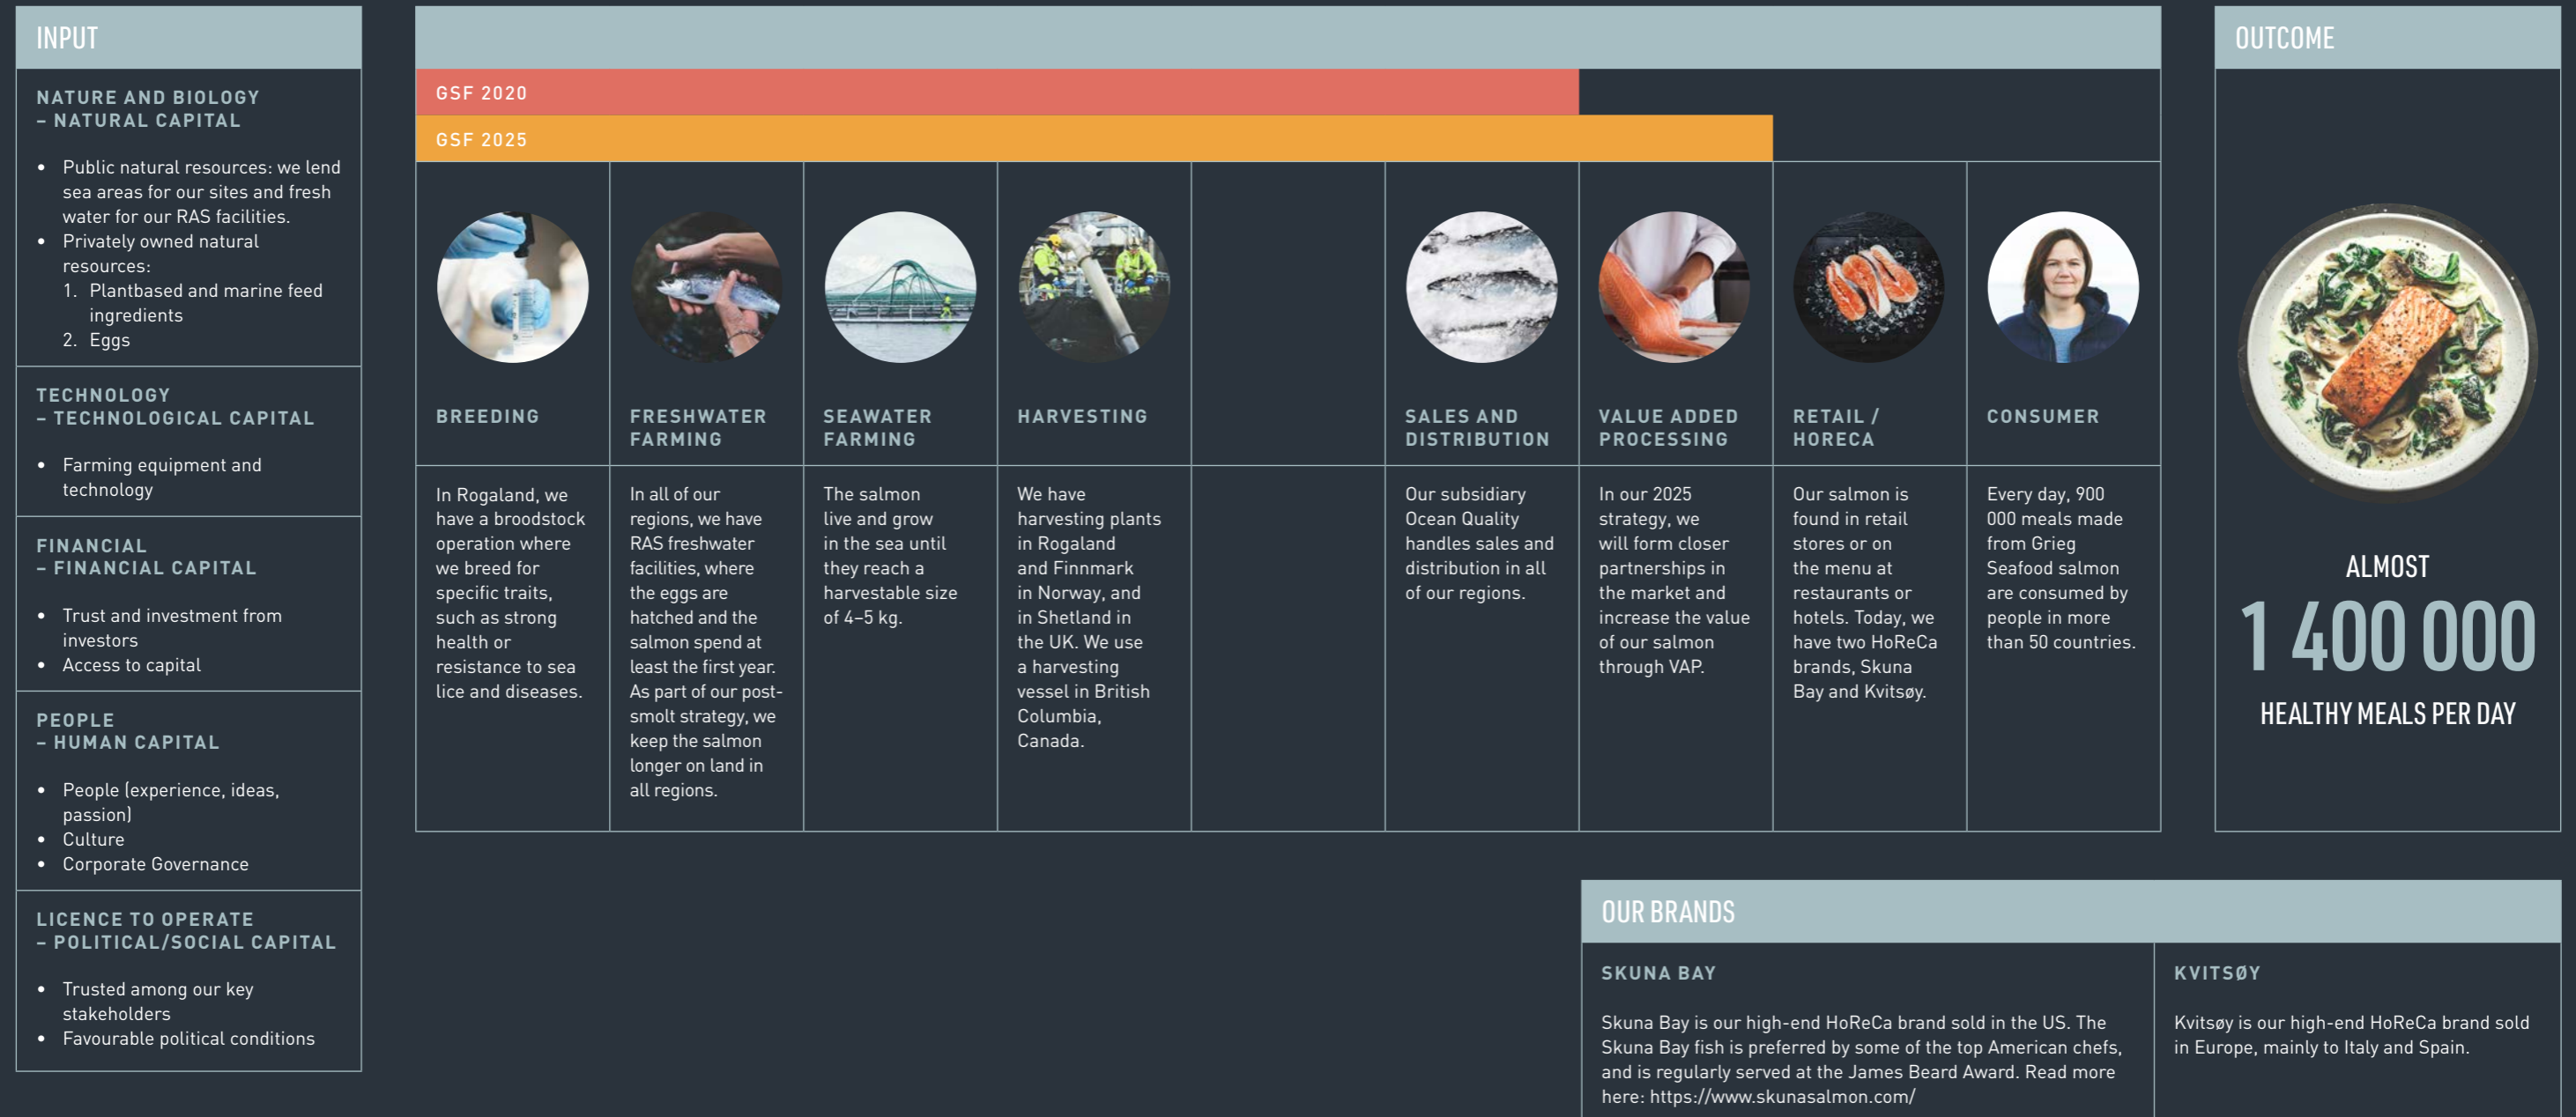 INPUT
NATURE AND BIOLOGY
– NATURAL CAPITAL
• Public natural resources: we lend
sea areas for our sites and fresh
water for our RAS facilities.
• Privately owned natural
resources:
1. Plantbased and marine feed
ingredients
2. Eggs
TECHNOLOGY
– TECHNOLOGICAL CAPITAL
• Farming equipment and
technology
FINANCIAL
– FINANCIAL CAPITAL
• Trust and investment from
investors
• Access to capital
PEOPLE
– HUMAN CAPITAL
• People (experience, ideas,
passion)
• Culture
• Corporate Governance
LICENCE TO OPERATE
– POLITICAL/SOCIAL CAPITAL
• Trusted among our key
stakeholders
• Favourable political conditions
GSF 2020
GSF 2025
BREEDING
In Rogaland, we
have a broodstock
operation where
we breed for
specific traits,
such as strong
health or
resistance to sea
lice and diseases.
FRESHWATER
FARMING
In all of our
regions, we have
RAS freshwater
facilities, where
the eggs are
hatched and the
salmon spend at
least the first year.
As part of our post-
smolt strategy, we
keep the salmon
longer on land in
all regions.
SEAWATER
FARMING
The salmon
live and grow
in the sea until
they reach a
harvestable size
of 4–5 kg.
HARVESTING
We have
harvesting plants
in Rogaland
and Finnmark
in Norway, and
in Shetland in
the UK. We use
a harvesting
vessel in British
Columbia,
Canada.
SALES AND
DISTRIBUTION
Our subsidiary
Ocean Quality
handles sales and
distribution in all
of our regions.
VALUE ADDED
PROCESSING
In our 2025
strategy, we
will form closer
partnerships in
the market and
increase the value
of our salmon
through VAP.
RETAIL /
HORECA
Our salmon is
found in retail
stores or on
the menu at
restaurants or
hotels. Today, we
have two HoReCa
brands, Skuna
Bay and Kvitsøy.
CONSUMER
Every day, 900
000 meals made
from Grieg
Seafood salmon
are consumed by
people in more
than 50 countries.
OUTCOME
ALMOST
1 400 000
HEALTHY MEALS PER DAY
OUR BRANDS
SKUNA BAY
Skuna Bay is our high-end HoReCa brand sold in the US. The
Skuna Bay fish is preferred by some of the top American chefs,
and is regularly served at the James Beard Award. Read more
here: https://www.skunasalmon.com/
KVITSØY
Kvitsøy is our high-end HoReCa brand sold
in Europe, mainly to Italy and Spain.